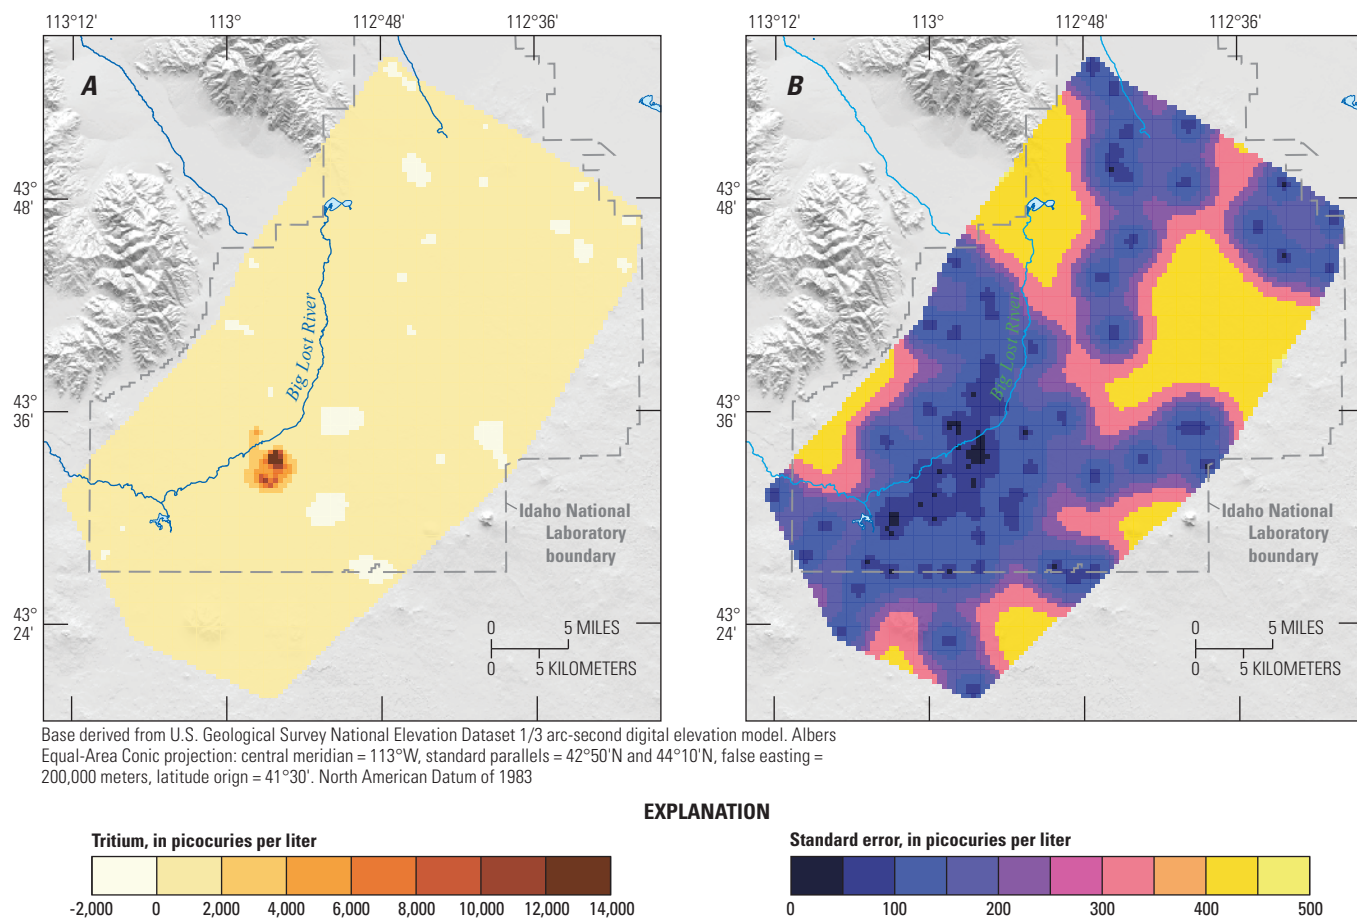 113°12' 113° 112°48' 112°36'
113°12' 113° 112°48' 112°36'
A
B
43°
48'
43°
48'
Big Lost River
Big Lost River
43°
36'
43°
36'
Idaho National
Laboratory
boundary
Idaho National
Laboratory
boundary
43°
24'
43°
24'
0 5 MILES
0 5 KILOMETERS
0 5 MILES
0 5 KILOMETERS
Base derived from U.S. Geological Survey National Elevation Dataset 1/3 arc-second digital elevation model. Albers
Equal-Area Conic projection: central meridian = 113°W, standard parallels = 42°50'N and 44°10'N, false easting =
200,000 meters, latitude orign = 41°30'. North American Datum of 1983
EXPLANATION
Tritium, in picocuries per liter
-2,000 0 2,000 4,000 6,000 8,000 10,000 12,000 14,000
Standard error, in picocuries per liter
0 100 200 300 400 500